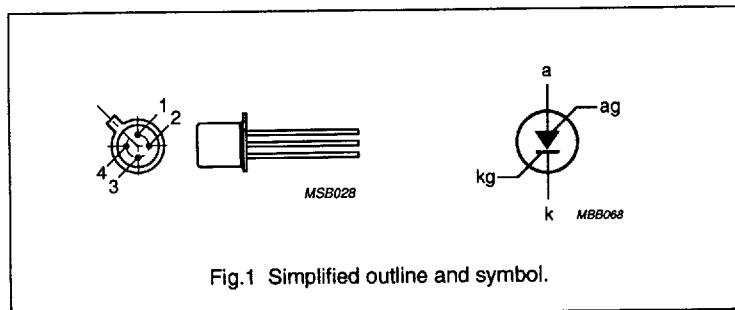 1
2
4
3
MSB028
a
ag
kg
k
MBB068
Fig.1 Simplified outline and symbol.